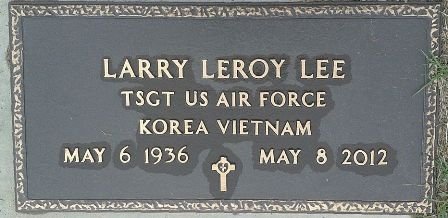 LARRY LEROY LEE
TSGT US AIR FORCE
KOREA VIETNAM
MAY 6 1936 MAY 8 2012